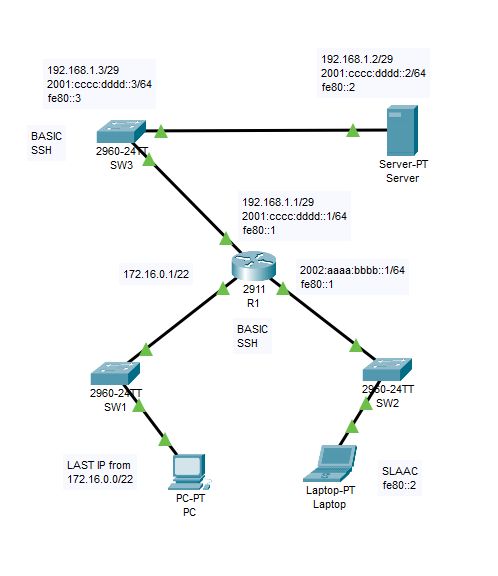 192.168.1.3/29
2001:cccc:dddd::3/64
fe80::3
192.168.1.2/29
2001:cccc:dddd::2/64
fe80::2
BASIC
SSH
2960-24TT
SW3
Server-PT
Server
192.168.1.1/29
2001:cccc:dddd::1/64
fe80::1
172.16.0.1/22
2002:aaaa:bbbb::1/64
fe80::1
2911
R1
BASIC
SSH
2960-24TT
SW1
2960-24TT
SW2
LAST IP from
172.16.0.0/22
PC-PT
PC
Laptop-PT
Laptop
SLAAC
fe80::2